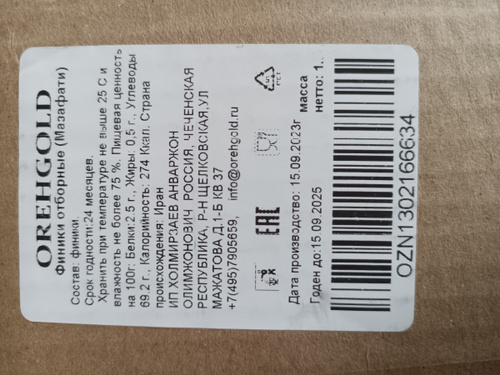 OREHGOLD
Финики отборные (Мазафати)
Состав: финики.
Срок годности:24 месяцев.
Хранить при температуре не выше 25 С и
влажность не более 75 %. Пищевая ценность
на 100г: Белки:2.5 г., Жиры: 0,5 г., Углеводы
69.2 г., Калорийность: 274 Ккал. Страна
происхождения: Иран
ИП ХОЛМИРЗАЕВ АНВАРЖОН
ОЛИМЖОНОВИЧ РОССИЯ, ЧЕЧЕНСКАЯ
РЕСПУБЛИКА, Р-Н ЩЕЛКОВСКАЯ,УЛ
МАЖАТОВА Д.1-Б КВ 37
+7(495)7905659, info@orehgold.ru
EAC
масса
нетто: 1..
Дата производство: 15.09.2023г
Годен до:15.09.2025
OZN1302166634